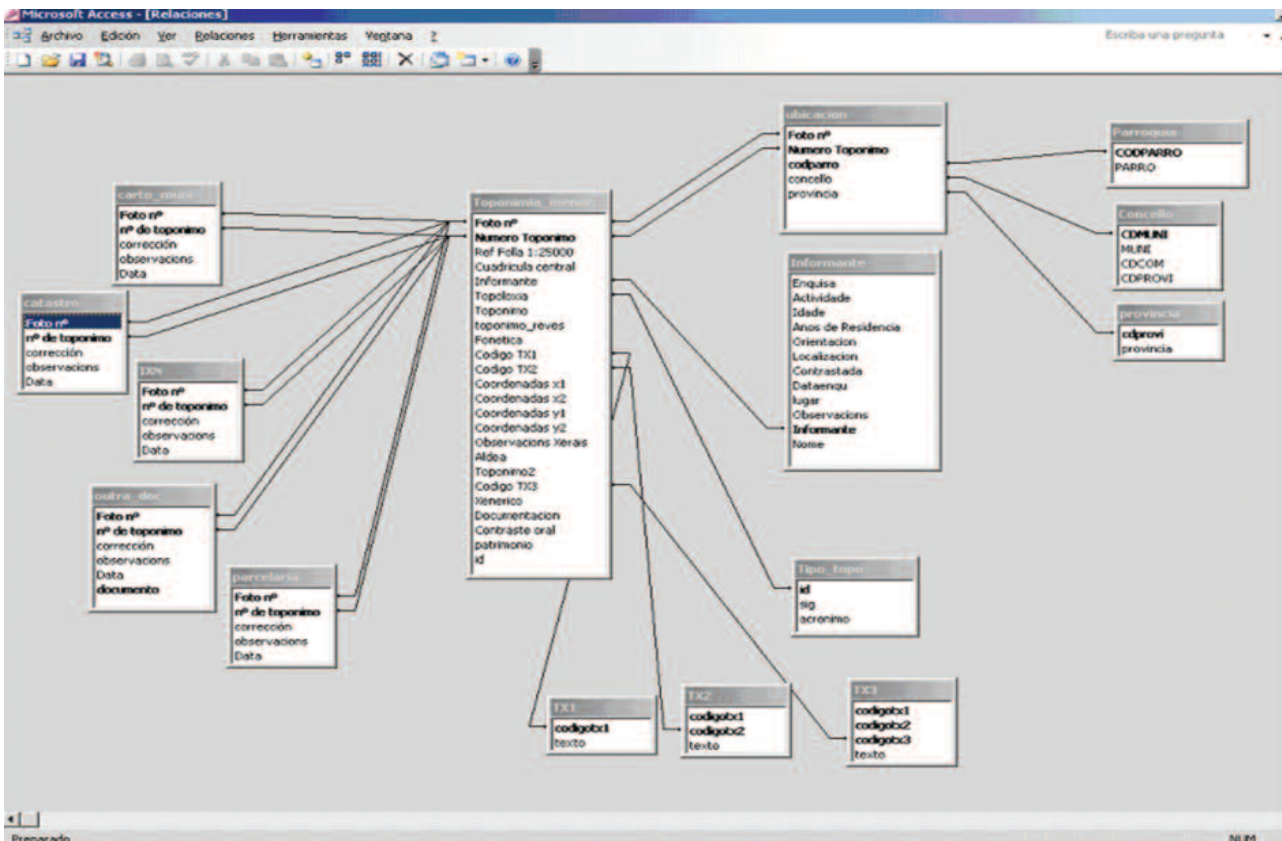 Microsoft Access - [Relaciones]
Archivo Edición Ver Relaciones Herramientas Ventana ?
Escriba una pregunta
carto_muni
Foto nº
nº de toponimo
corrección
observacions
Data
catastro
Foto nº
nº de toponimo
corrección
observacions
Data
IXN
Foto nº
nº de toponimo
corrección
observacions
Data
outra_doc
Foto nº
nº de toponimo
corrección
observacions
Data
documento
parcelaria
Foto nº
nº de toponimo
corrección
observacions
Data
Toponimia_menor
Foto nº
Numero Toponimo
Ref Folla 1:25000
Cuadricula central
Informante
Topoloxia
Toponimo
toponimo_reves
Fonetica
Codigo TX1
Codigo TX2
Coordenadas x1
Coordenadas x2
Coordenadas y1
Coordenadas y2
Observacions Xerais
Aldea
Toponimo2
Codigo TX3
Xenerico
Documentacion
Contraste oral
patrimonio
id
ubicacion
Foto nº
Numero Toponimo
codparro
concello
provincia
Parroquia
CODPARRO
PARRO
Concello
CDMUNI
MUNI
CDCOM
CDPROVI
provincia
cdprovi
provincia
Informante
Enquisa
Actividade
Idade
Anos de Residencia
Orientacion
Localizacion
Contrastada
Dataenqu
lugar
Observacions
Informante
Nome
Tipo_topo
id
sig
acronimo
TX1
codigotx1
texto
TX2
codigotx1
codigotx2
texto
TX3
codigotx1
codigotx2
codigotx3
texto
Preparado
NUM